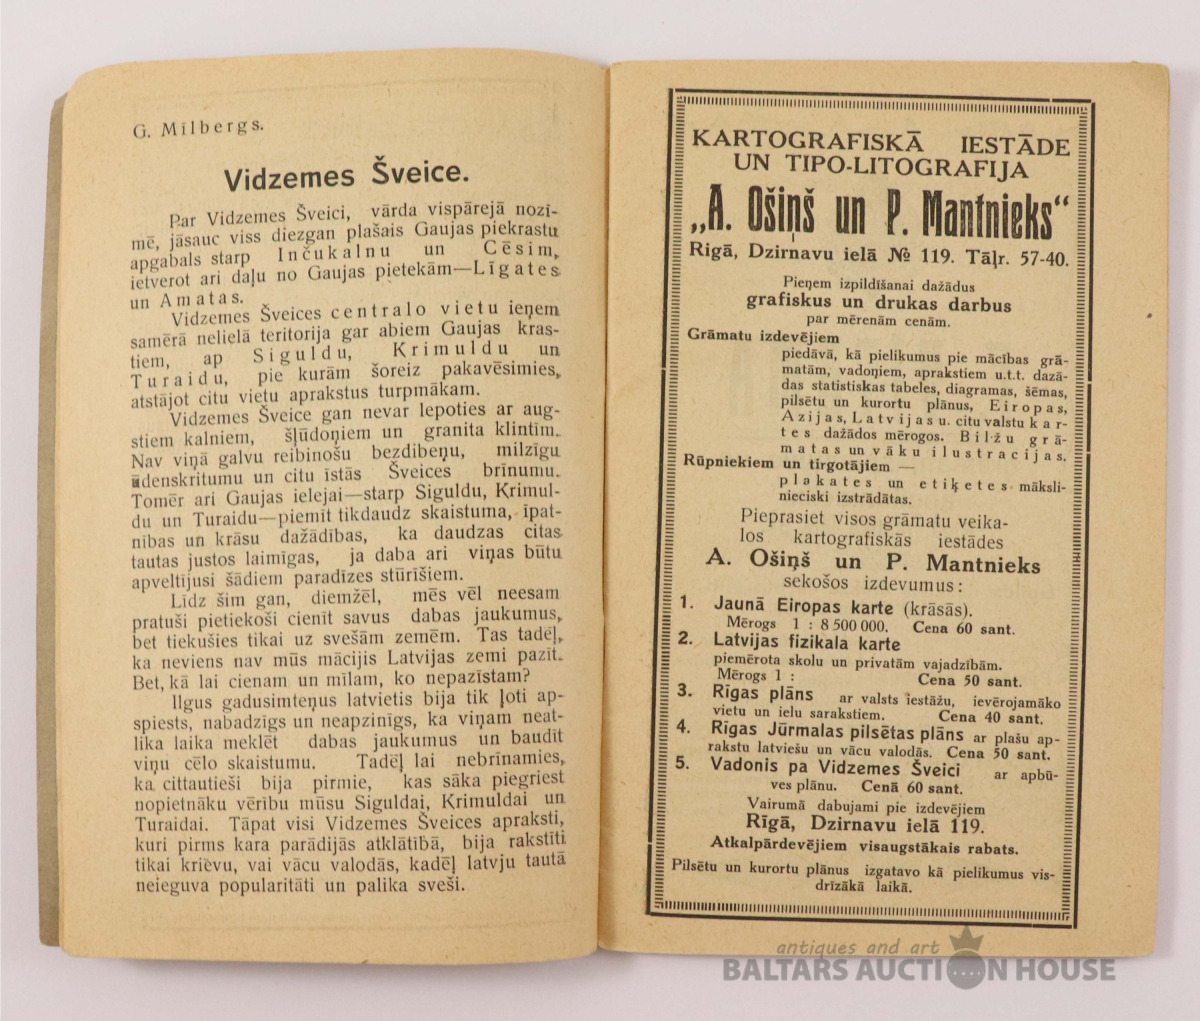 G. Mīlbergs.
Vidzemes Šveice.
Par Vidzemes Šveici, vārda vispārejā nozī-
mē, jāsauc viss diezgan plašais Gaujas piekrastu
apgabals starp Inčukalnu un Cēsim,
ietverot ari daļu no Gaujas pietekām—Līgates
un Amatas.
Vidzemes Šveices centralo vietu ieņem
samērā nelielā teritorija gar abiem Gaujas kras-
tiem, ap Siguldu, Krimuldu un
Turaidu, pie kurām šoreiz pakavēsimies,
atstājot citu vietu aprakstus turpmākam.
Vidzemes Šveice gan nevar lepoties ar aug-
stiem kalniem, šļūdoņiem un granita klintīm.
Nav viņā galvu reibinošu bezdibeņu, milzīgu
ūdenskritumu un citu īstās Šveices brīnumu.
Tomēr ari Gaujas ielejai—starp Siguldu, Krimul-
du un Turaidu—piemīt tikdaudz skaistuma, īpat-
nības un krāsu dažādības, ka daudzas citas
tautas justos laimīgas, ja daba ari viņas būtu
apveltījusi šādiem paradīzes stūrīšiem.
Līdz šim gan, diemžēl, mēs vēl neesam
pratuši pietiekoši cienīt savus dabas jaukumus,
bet tiekušies tikai uz svešām zemēm. Tas tadēļ,
ka neviens nav mūs mācijis Latvijas zemi pazīt.
Bet, kā lai cienam un mīlam, ko nepazīstam?
Ilgus gadusimteņus latvietis bija tik ļoti ap-
spiests, nabadzīgs un neapzinīgs, ka viņam neat-
lika laika meklēt dabas jaukumus un baudīt
viņu cēlo skaistumu. Tadēļ lai nebrīnamies,
ka cittautieši bija pirmie, kas sāka piegriest
nopietnāku vērību mūsu Siguldai, Krimuldai un
Turaidai. Tāpat visi Vidzemes Šveices apraksti,
kuri pirms kara parādijās atklātībā, bija rakstīti
tikai krievu, vai vācu valodās, kadēļ latvju tautā
neieguva popularitāti un palika sveši.
KARTOGRAFISKĀ IESTĀDE
UN TIPO-LITOGRAFIJA
„A. Ošiņš un P. Mantnieks“
Rigā, Dzirnavu ielā № 119. Tāļr. 57-40.
Pieņem izpildīšanai dažādus
grafiskus un drukas darbus
par mērenām cenām.
Grāmatu izdevējiem
piedāvā, kā pielikumus pie mācības grā-
matām, vadoņiem, aprakstiem u.t.t. dazā-
das statistiskas tabeles, diagramas, šēmas,
pilsētu un kurortu plānus, Eiropas,
Azijas, Latvijas u. citu valstu kar-
tes dažādos mērogos. Bilžu grā-
matas un vāku ilustracijas.
Rūpniekiem un tirgotājiem —
plakates un etiķetes māksli-
nieciski izstrādātas.
Pieprasiet visos grāmatu veika-
los kartografiskās iestādes
A. Ošiņš un P. Mantnieks
sekošos izdevumus:
1. Jaunā Eiropas karte (krāsās).
Mērogs 1 : 8 500 000. Cena 60 sant.
2. Latvijas fizikala karte
piemērota skolu un privatām vajadzībām.
Mērogs 1 : Cena 50 sant.
3. Rīgas plāns ar valsts iestāžu, ievērojamāko
vietu un ielu sarakstiem. Cena 40 sant.
4. Rīgas Jūrmalas pilsētas plāns ar plašu ap-
rakstu latviešu un vācu valodās. Cena 50 sant.
5. Vadonis pa Vidzemes Šveici ar apbū-
ves plānu. Cenā 60 sant.
Vairumā dabujami pie izdevējiem
Rīgā, Dzirnavu ielā 119.
Atkalpārdevējiem visaugstākais rabats.
Pilsētu un kurortu plānus izgatavo kā pielikumus vis-
drīzākā laikā.
antiques and art
BALTARS AUCTION HOUSE